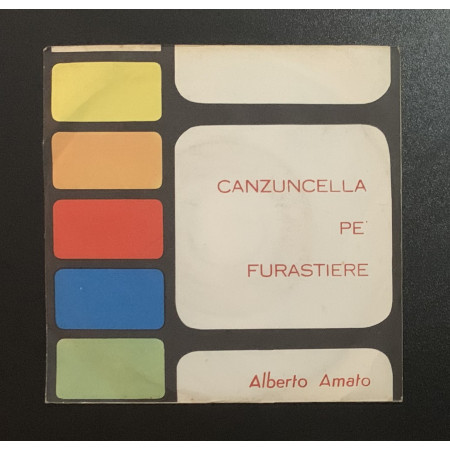 CANZUNCELLA
PE'
FURASTIERE
Alberto Amato